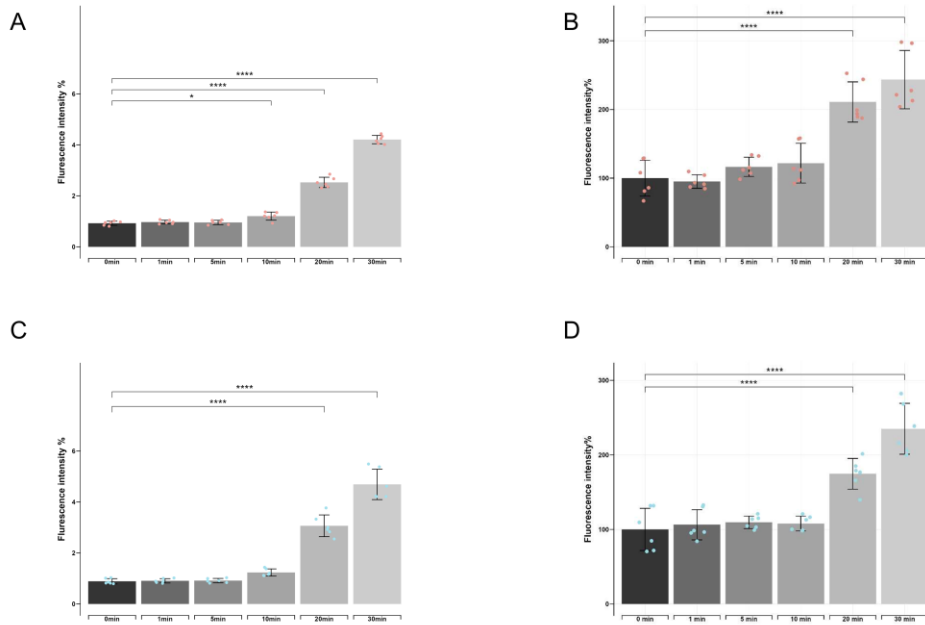 A
Flurescence intensity %
6
4
2
0
****
****
*
0min 1min 5min 10min 20min 30min
B
Fluorescence intensity%
300
200
100
0
****
****
0 min 1 min 5 min 10 min 20 min 30 min
C
Flurescence intensity %
6
4
2
0
****
****
0min 1min 5min 10min 20min 30min
D
Fluorescence intensity%
300
200
100
0
****
****
0 min 1 min 5 min 10 min 20 min 30 min